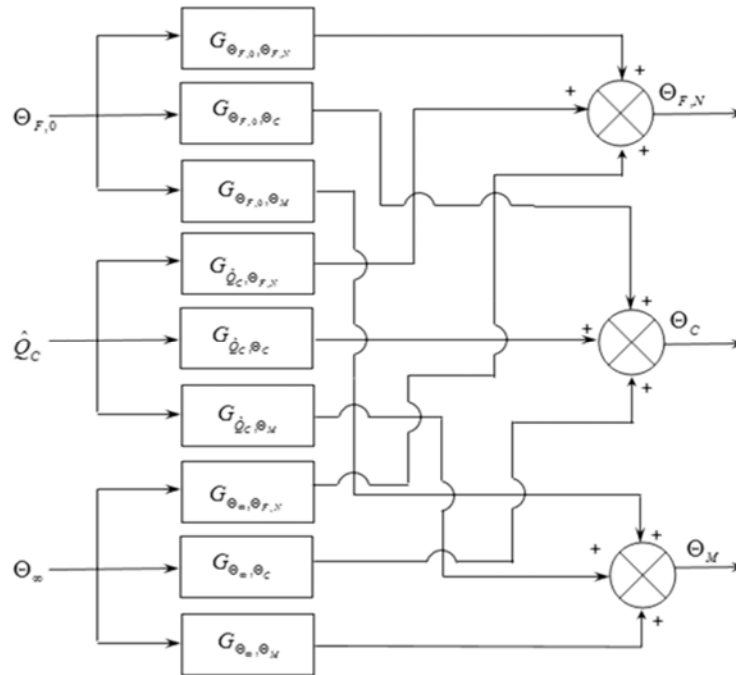 G_{Θ_{F,0},Θ_{F,N}}
+
Θ_{F,N}
+
+
Θ_{F,0}
G_{Θ_{F,0},Θ_C}
G_{Θ_{F,0},Θ_M}
G_{Q̂_C,Θ_{F,N}}
+
Q̂_C
G_{Q̂_C,Θ_C}
+
Θ_C
+
G_{Q̂_C,Θ_M}
G_{Θ_∞,Θ_{F,N}}
+
+
Θ_M
Θ_∞
G_{Θ_∞,Θ_C}
+
G_{Θ_∞,Θ_M}